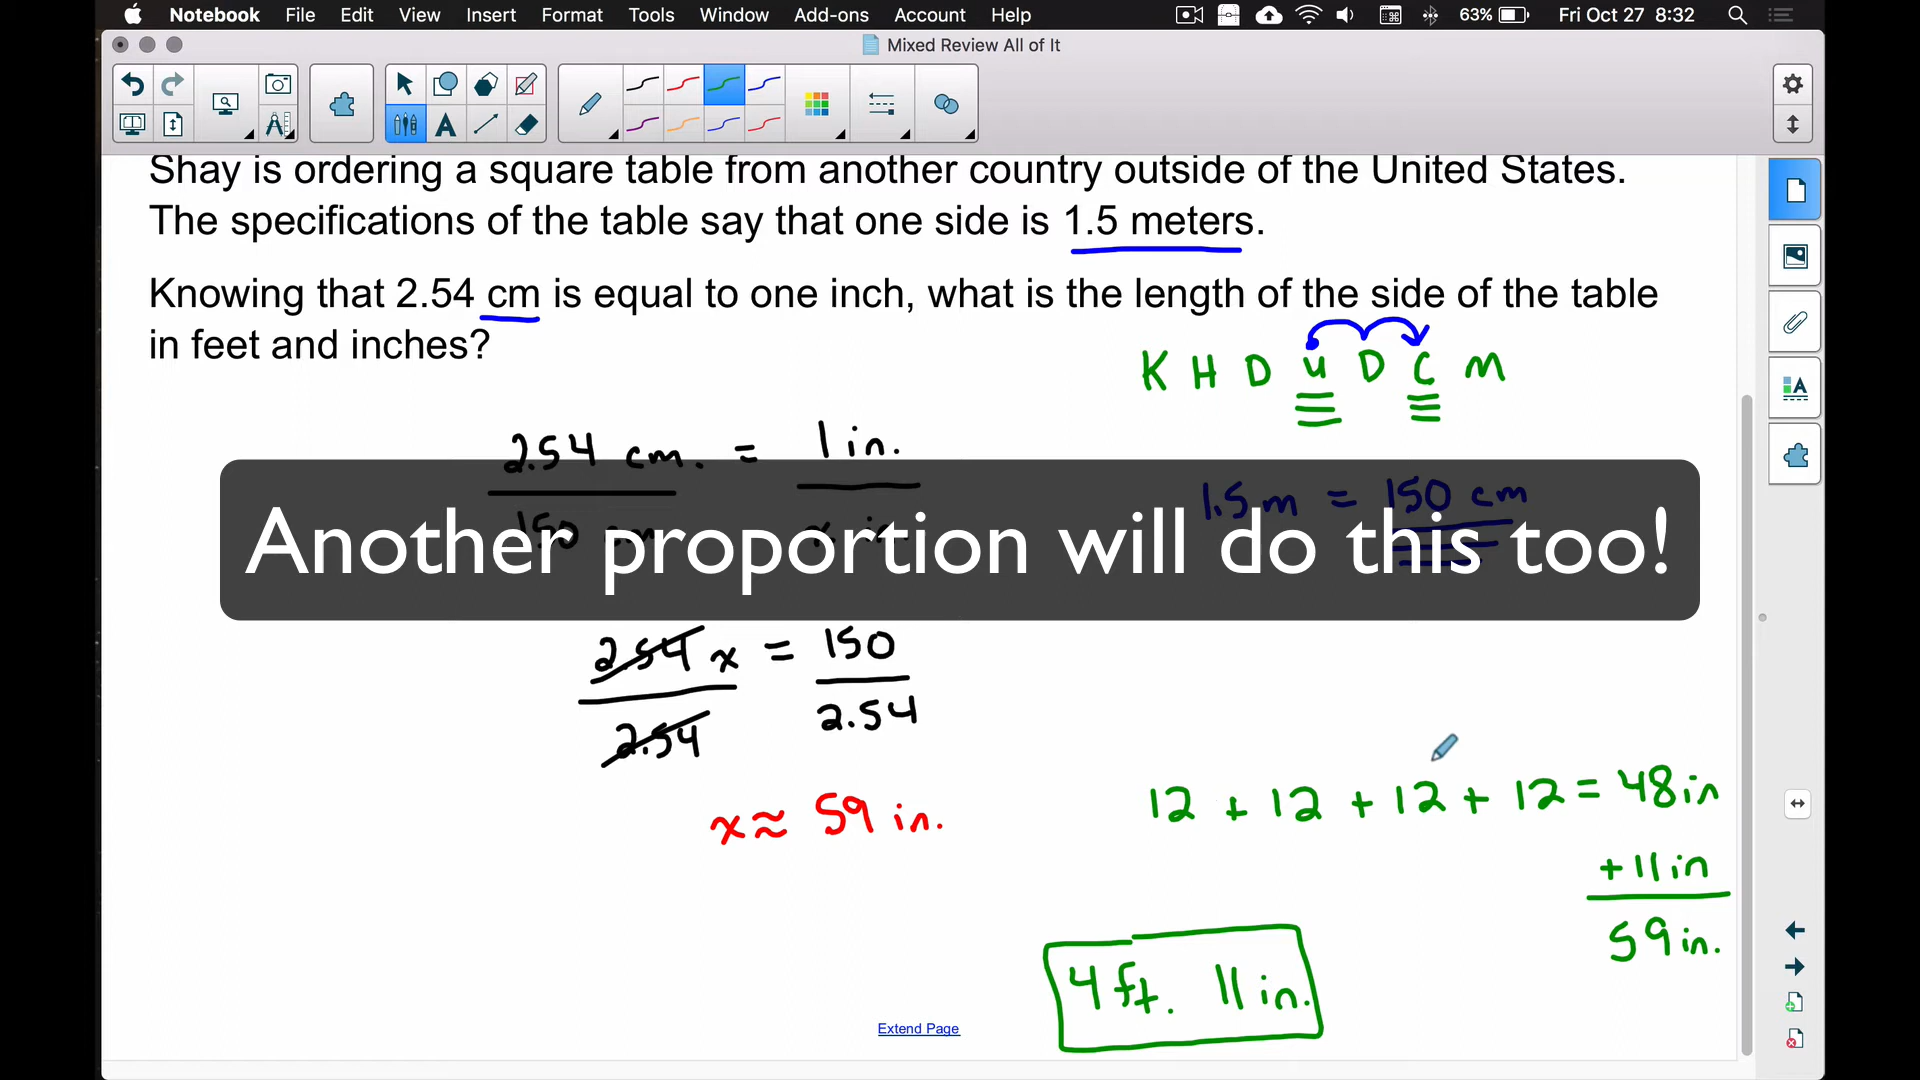 Notebook File Edit View Insert Format Tools Window Add-ons Account Help 63% Fri Oct 27 8:32
Mixed Review All of It
Shay is ordering a square table from another country outside of the United States.
The specifications of the table say that one side is 1.5 meters.
Knowing that 2.54 cm is equal to one inch, what is the length of the side of the table
in feet and inches?
K H D U D C M
2.54 cm. = 1 in.
150 cm x in.
1.5 m = 150 cm
Another proportion will do this too!
2.54 x = 150
2.54 2.54
x ≈ 59 in.
12 + 12 + 12 + 12 = 48 in
+ 11 in
59 in.
4 ft. 11 in.
Extend Page